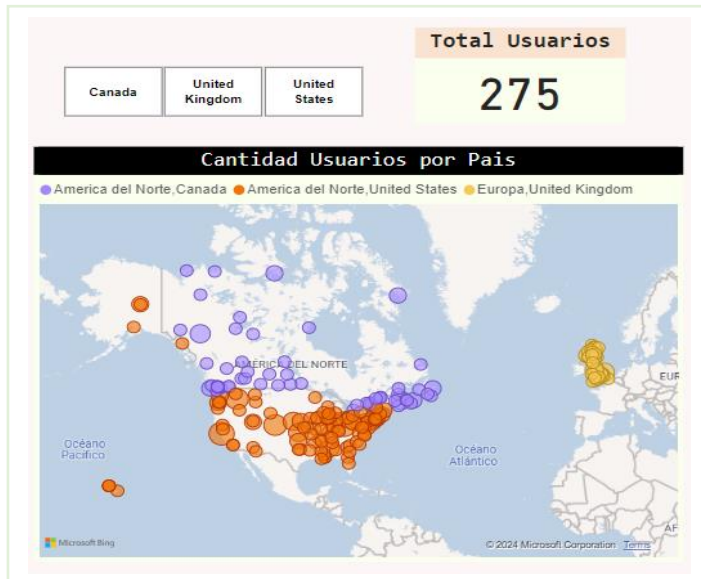 Total Usuarios
275
Canada
United
Kingdom
United
States
Cantidad Usuarios por Pais
America del Norte,Canada America del Norte,United States Europa,United Kingdom
AMÉRICA DEL NORTE
EUR
Océano
Pacífico
Océano
Atlántico
AF
Microsoft Bing
© 2024 Microsoft Corporation Terms